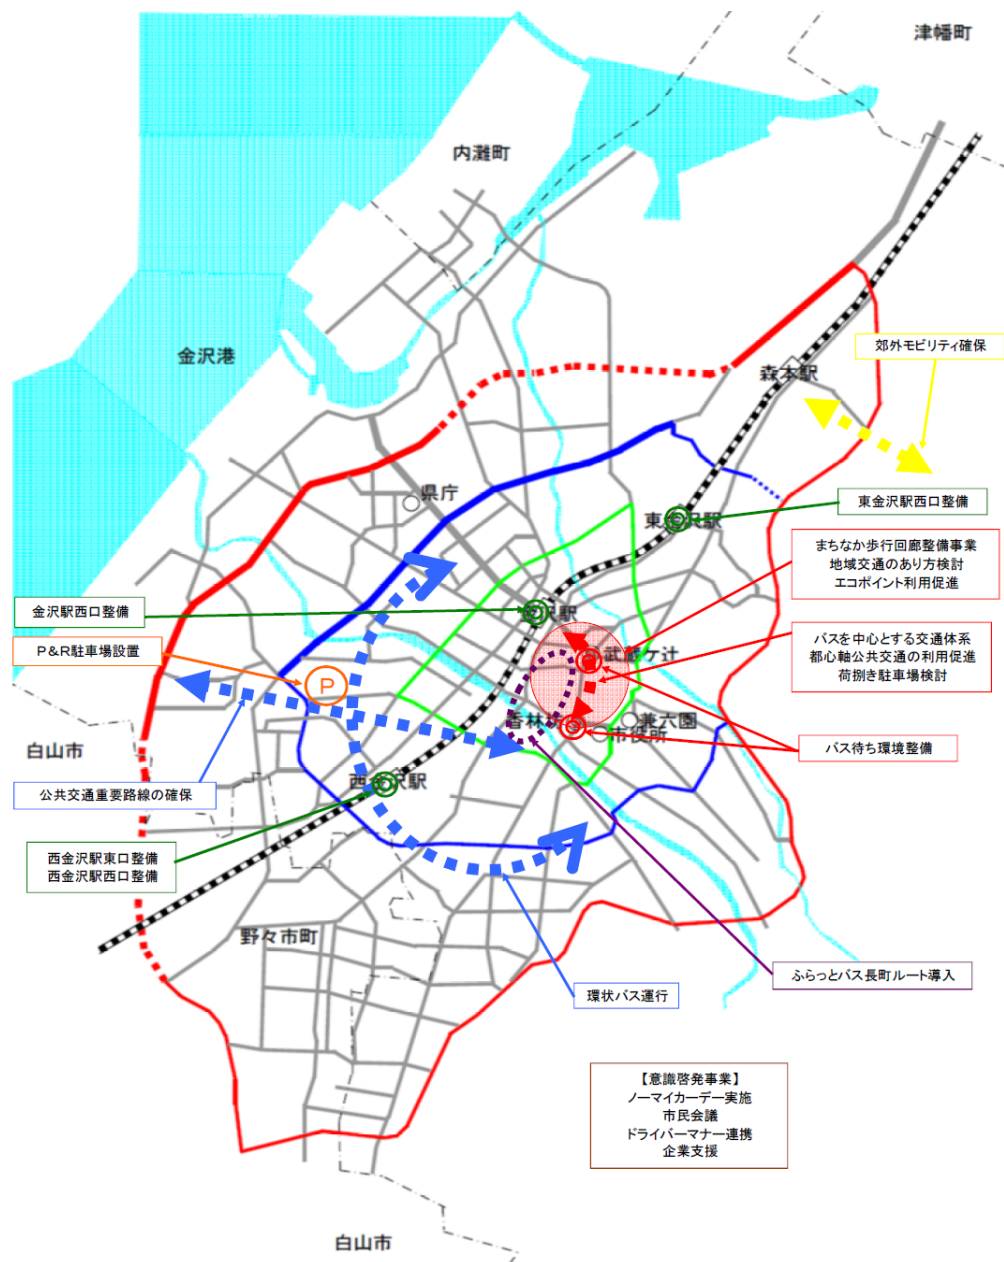 津幡町
内灘町
金沢港
郊外モビリティ確保
森本駅
県庁
東金沢駅
東金沢駅西口整備
まちなか歩行回廊整備事業
地域交通のあり方検討
エコポイント利用促進
金沢駅西口整備
金沢駅
P&R駐車場設置
P
武蔵ヶ辻
バスを中心とする交通体系
都心軸公共交通の利用促進
荷捌き駐車場検討
香林坊
兼六園
市役所
白山市
バス待ち環境整備
西金沢駅
公共交通重要路線の確保
西金沢駅東口整備
西金沢駅西口整備
野々市町
ふらっとバス長町ルート導入
環状バス運行
【意識啓発事業】
ノーマイカーデー実施
市民会議
ドライバーマナー連携
企業支援
白山市